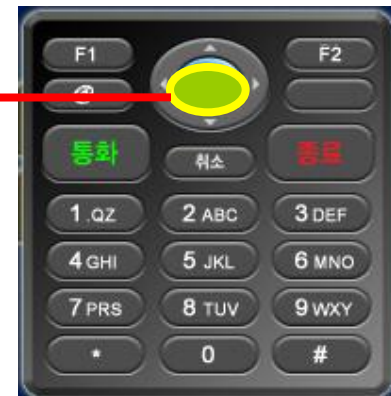 F1 F2
통화 취소 종료
1 .QZ 2 ABC 3 DEF
4 GHI 5 JKL 6 MNO
7 PRS 8 TUV 9 WXY
* 0 #